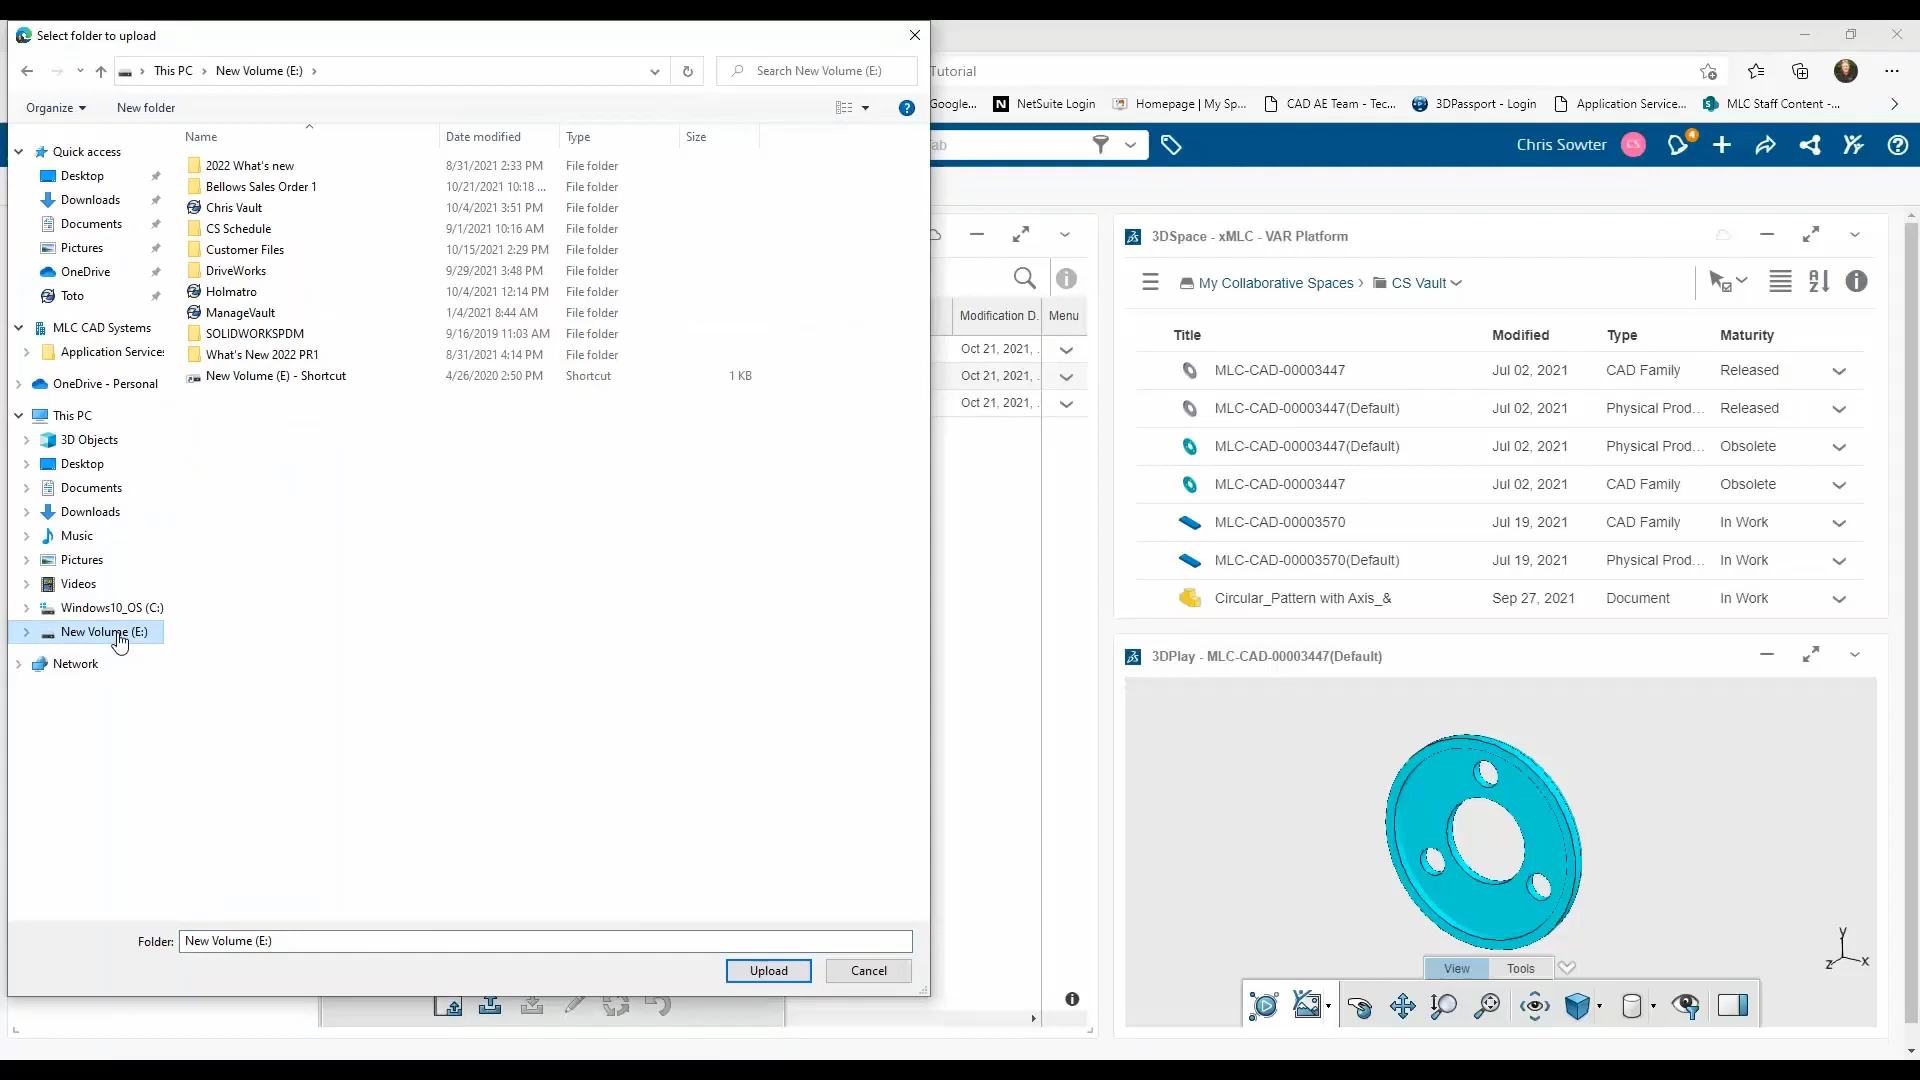 Select folder to upload
This PC New Volume (E:)
Search New Volume (E:)
Organize New folder
Name Date modified Type Size
Quick access
Desktop
Downloads
Documents
Pictures
OneDrive
Toto
MLC CAD Systems
Application Services
OneDrive - Personal
This PC
3D Objects
Desktop
Documents
Downloads
Music
Pictures
Videos
Windows10_OS (C:)
New Volume (E:)
Network
2022 What's new 8/31/2021 2:33 PM File folder
Bellows Sales Order 1 10/21/2021 10:18 ... File folder
Chris Vault 10/4/2021 3:51 PM File folder
CS Schedule 9/1/2021 10:16 AM File folder
Customer Files 10/15/2021 2:29 PM File folder
DriveWorks 9/29/2021 3:48 PM File folder
Holmatro 10/4/2021 12:14 PM File folder
ManageVault 1/4/2021 8:44 AM File folder
SOLIDWORKSPDM 9/16/2019 11:03 AM File folder
What's New 2022 PR1 8/31/2021 4:14 PM File folder
New Volume (E) - Shortcut 4/26/2020 2:50 PM Shortcut 1 KB
Folder: New Volume (E:)
Upload Cancel
Tutorial
Google... N NetSuite Login Homepage | My Sp... CAD AE Team - Tec... 3DPassport - Login Application Service... MLC Staff Content -...
Chris Sowter CS 4
Modification D. Menu
Oct 21, 2021, .
Oct 21, 2021, .
Oct 21, 2021, .
3DSpace - xMLC - VAR Platform
My Collaborative Spaces CS Vault
Title Modified Type Maturity
MLC-CAD-00003447 Jul 02, 2021 CAD Family Released
MLC-CAD-00003447(Default) Jul 02, 2021 Physical Prod... Released
MLC-CAD-00003447(Default) Jul 02, 2021 Physical Prod... Obsolete
MLC-CAD-00003447 Jul 02, 2021 CAD Family Obsolete
MLC-CAD-00003570 Jul 19, 2021 CAD Family In Work
MLC-CAD-00003570(Default) Jul 19, 2021 Physical Prod... In Work
Circular_Pattern with Axis_& Sep 27, 2021 Document In Work
3DPlay - MLC-CAD-00003447(Default)
y
z x
View Tools